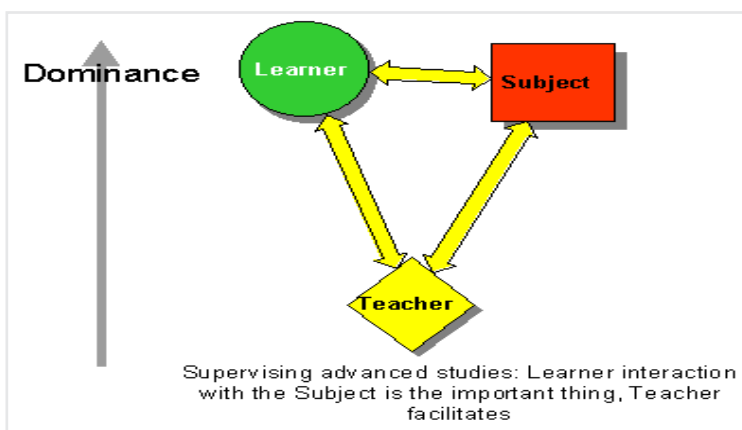 Dominance
Learner
Subject
Teacher
Supervising advanced studies: Learner interaction
with the Subject is the important thing, Teacher
facilitates